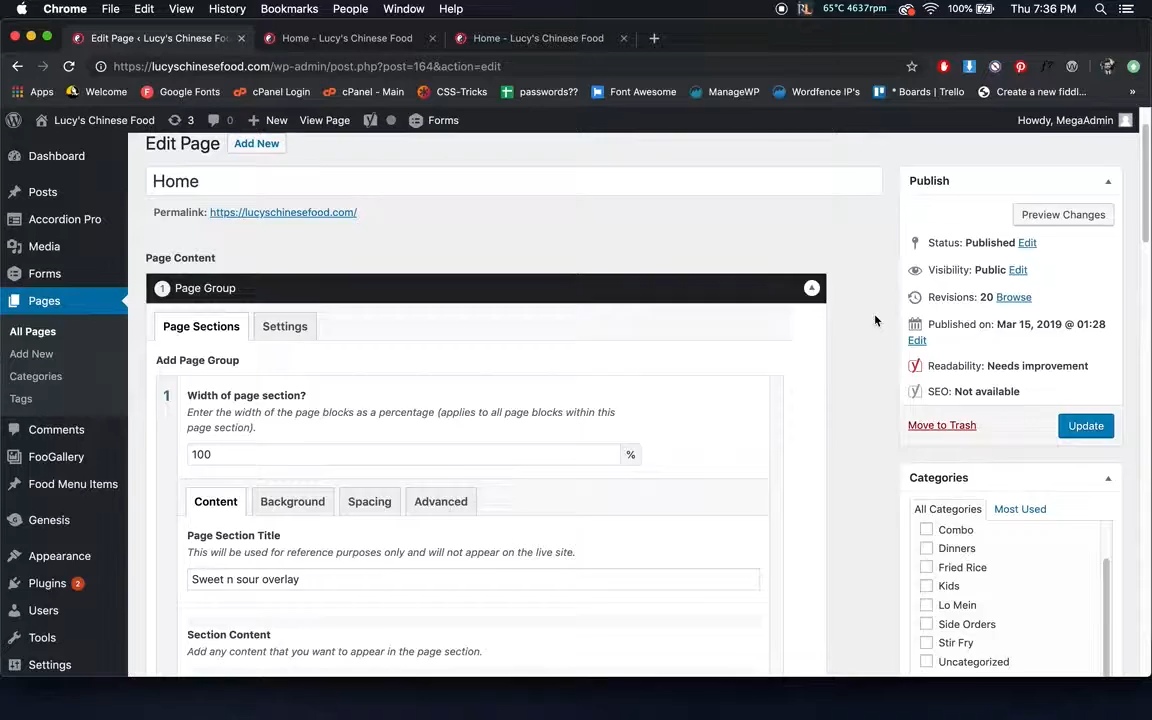 Chrome File Edit View History Bookmarks People Window Help 65°C 4637rpm 100% Thu 7:36 PM
Edit Page ‹ Lucy's Chinese Fo Home - Lucy's Chinese Food Home - Lucy's Chinese Food
https://lucyschinesefood.com/wp-admin/post.php?post=164&action=edit
Apps Welcome Google Fonts cPanel Login cPanel - Main CSS-Tricks passwords?? Font Awesome ManageWP Wordfence IP's * Boards | Trello Create a new fiddl... »
Lucy's Chinese Food 3 0 New View Page Forms Howdy, MegaAdmin
Dashboard
Posts
Accordion Pro
Media
Forms
Pages
All Pages
Add New
Categories
Tags
Comments
FooGallery
Food Menu Items
Genesis
Appearance
Plugins 2
Users
Tools
Settings
Edit Page Add New
Home
Permalink: https://lucyschinesefood.com/
Page Content
1 Page Group
Page Sections Settings
Add Page Group
1 Width of page section?
Enter the width of the page blocks as a percentage (applies to all page blocks within this
page section).
100 %
Content Background Spacing Advanced
Page Section Title
This will be used for reference purposes only and will not appear on the live site.
Sweet n sour overlay
Section Content
Add any content that you want to appear in the page section.
Publish
Preview Changes
Status: Published Edit
Visibility: Public Edit
Revisions: 20 Browse
Published on: Mar 15, 2019 @ 01:28
Edit
Readability: Needs improvement
SEO: Not available
Move to Trash Update
Categories
All Categories Most Used
Combo
Dinners
Fried Rice
Kids
Lo Mein
Side Orders
Stir Fry
Uncategorized